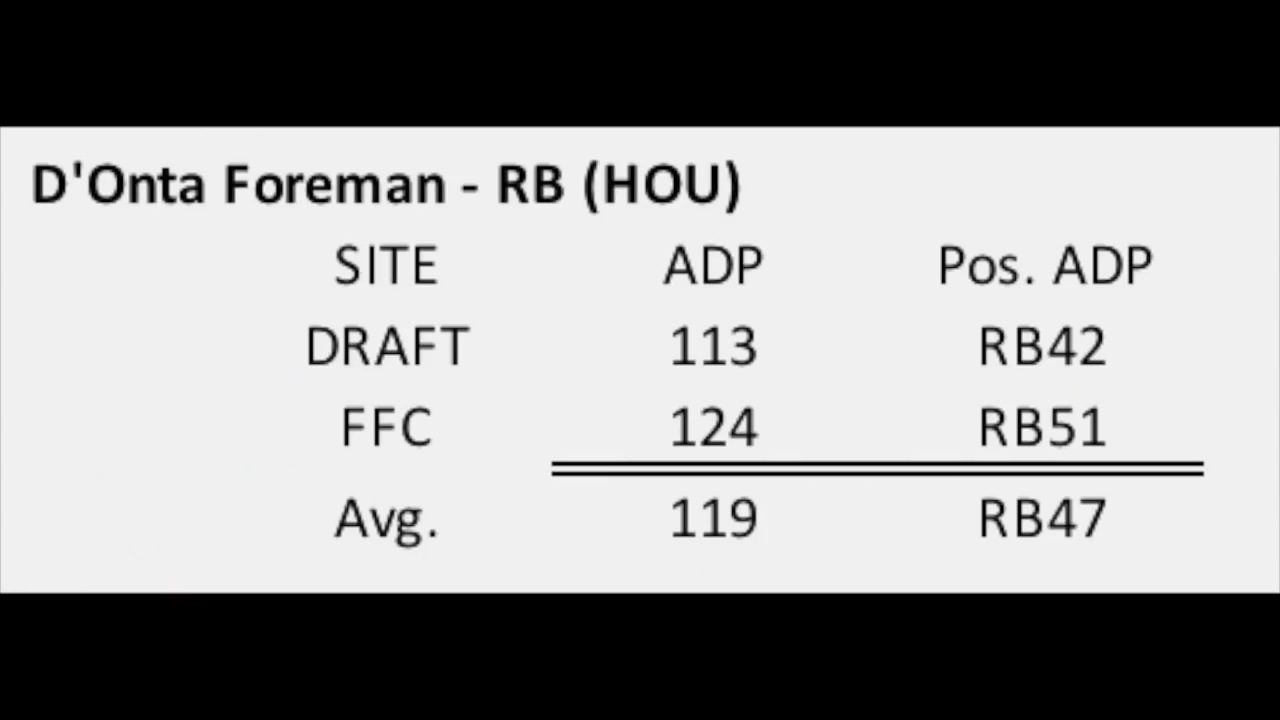 D'Onta Foreman - RB (HOU)
SITE ADP Pos. ADP
DRAFT 113 RB42
FFC 124 RB51
Avg. 119 RB47